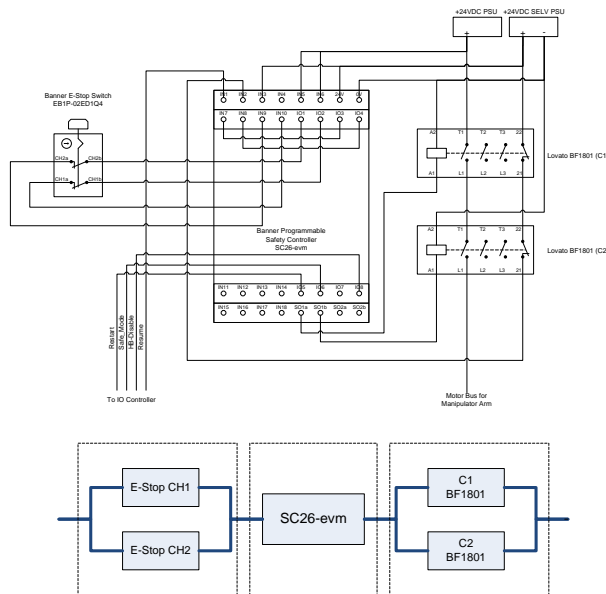 +24VDC PSU
+24VDC SELV PSU
+
+ -
IN1 IN2 IN3 IN4 IN5 IN6 24V 0V
IN7 IN8 IN9 IN10 IO1 IO2 IO3 IO4
Banner E-Stop Switch
EB1P-02ED1Q4
CH2a CH2b
CH1a CH1b
A2 T1 T2 T3 22
A1 L1 L2 L3 21
Lovato BF1801 (C1
Banner Programmable
Safety Controller
SC26-evm
A2 T1 T2 T3 22
A1 L1 L2 L3 21
Lovato BF1801 (C2
IN11 IN12 IN13 IN14 IO5 IO6 IO7 IO8
IN15 IN16 IN17 IN18 SO1a SO1b SO2a SO2b
Restart
Safe_Mode
HB-Disable
Resume
To IO Controller
Motor Bus for
Manipulator Arm
E-Stop CH1
E-Stop CH2
SC26-evm
C1
BF1801
C2
BF1801